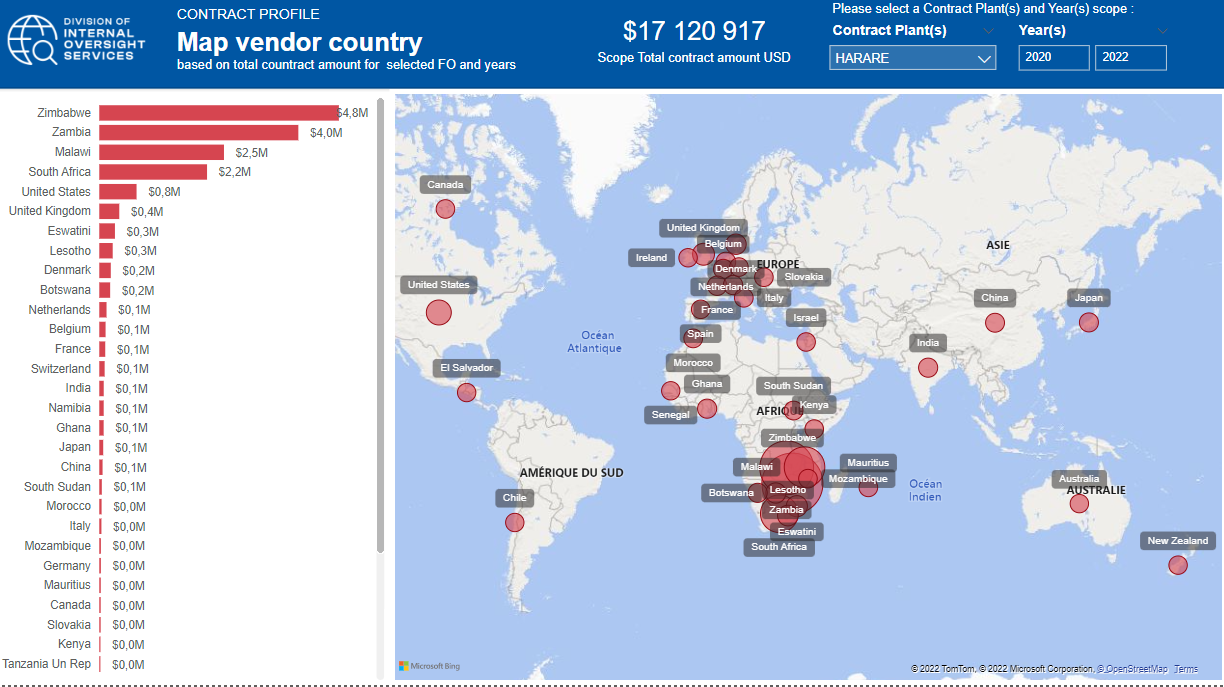 DIVISION OF
INTERNAL
OVERSIGHT
SERVICES
CONTRACT PROFILE
Map vendor country
based on total countract amount for selected FO and years
$17 120 917
Scope Total contract amount USD
Please select a Contract Plant(s) and Year(s) scope :
Contract Plant(s)
Year(s)
HARARE
2020
2022
Zimbabwe $4,8M
Zambia $4,0M
Malawi $2,5M
South Africa $2,2M
United States $0,8M
United Kingdom $0,4M
Eswatini $0,3M
Lesotho $0,3M
Denmark $0,2M
Botswana $0,2M
Netherlands $0,1M
Belgium $0,1M
France $0,1M
Switzerland $0,1M
India $0,1M
Namibia $0,1M
Ghana $0,1M
Japan $0,1M
China $0,1M
South Sudan $0,1M
Morocco $0,0M
Italy $0,0M
Mozambique $0,0M
Germany $0,0M
Mauritius $0,0M
Canada $0,0M
Slovakia $0,0M
Kenya $0,0M
Tanzania Un Rep $0,0M
Canada
United Kingdom
Belgium
ASIE
Ireland
EUROPE
Denmark
Slovakia
United States
Netherlands
Italy
China
Japan
France
Israel
Océan
Atlantique
Spain
India
Morocco
El Salvador
Ghana
South Sudan
Kenya
Senegal
AFRIQUE
Zimbabwe
Malawi
Mauritius
AMÉRIQUE DU SUD
Mozambique
Australia
Océan
Indien
AUSTRALIE
Botswana
Lesotho
Chile
Zambia
Eswatini
New Zealand
South Africa
Microsoft Bing
© 2022 TomTom, © 2022 Microsoft Corporation, © OpenStreetMap Terms